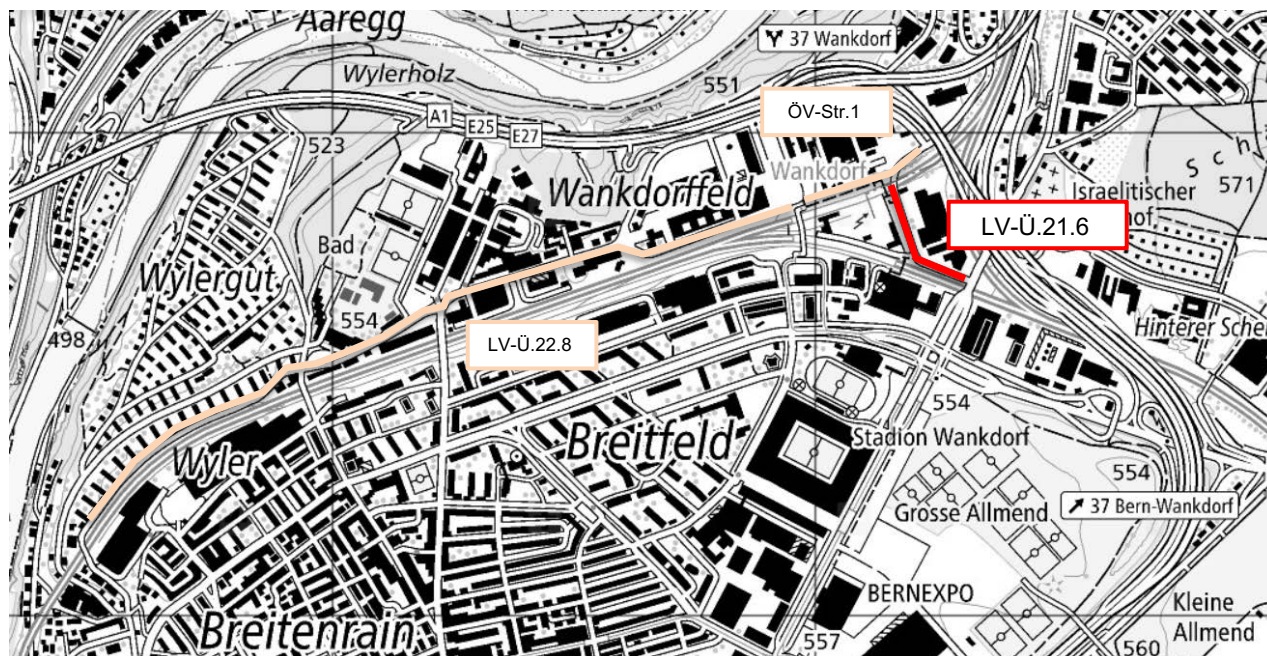 Aaregg
37 Wankdorf
Wylerholz
551
A1
E25
E27
ÖV-Str.1
523
Wankdorf
Wankdorffeld
Israelitischer
hof
571
LV-Ü.21.6
Bad
Wylergut
554
498
LV-Ü.22.8
Hinterer Sche
554
Wyler
Breitfeld
Stadion Wankdorf
554
Grosse Allmend
37 Bern-Wankdorf
BERNEXPO
Kleine
Allmend
Breitenrain
557
560